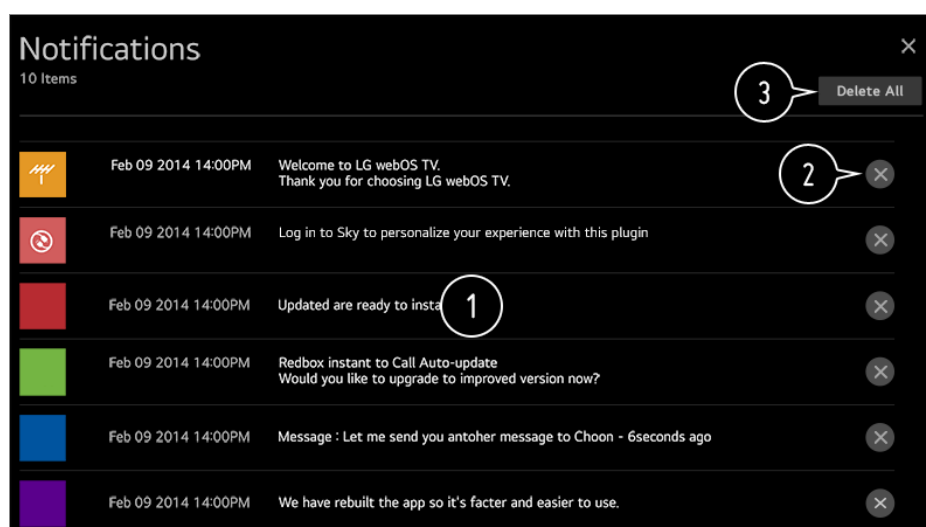 Notifications
10 Items
3
Delete All
Feb 09 2014 14:00PM
Welcome to LG webOS TV.
Thank you for choosing LG webOS TV.
2
Feb 09 2014 14:00PM
Log in to Sky to personalize your experience with this plugin
Feb 09 2014 14:00PM
Updated are ready to insta
1
Feb 09 2014 14:00PM
Redbox instant to Call Auto-update
Would you like to upgrade to improved version now?
Feb 09 2014 14:00PM
Message : Let me send you antoher message to Choon - 6seconds ago
Feb 09 2014 14:00PM
We have rebuilt the app so it's facter and easier to use.